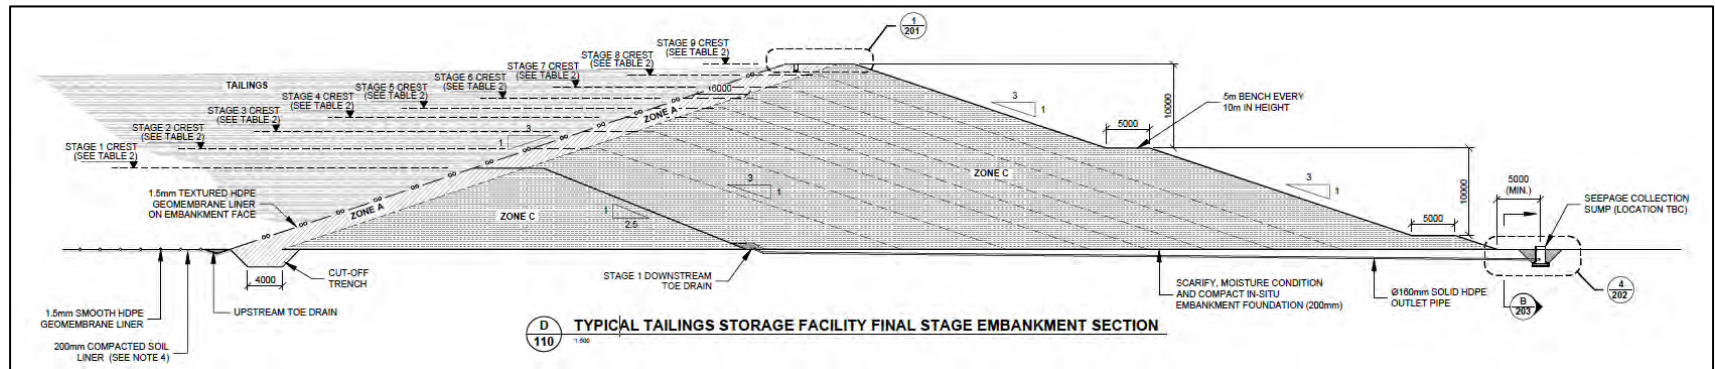 1
201
STAGE 9 CREST
(SEE TABLE 2)
STAGE 8 CREST
(SEE TABLE 2)
STAGE 7 CREST
(SEE TABLE 2)
STAGE 6 CREST
(SEE TABLE 2)
STAGE 5 CREST
(SEE TABLE 2)
STAGE 4 CREST
(SEE TABLE 2)
STAGE 3 CREST
(SEE TABLE 2)
STAGE 2 CREST
(SEE TABLE 2)
STAGE 1 CREST
(SEE TABLE 2)
TAILINGS
6000
ZONE A
3
1
3
1
10000
5m BENCH EVERY
10m IN HEIGHT
5000
1.5mm TEXTURED HDPE
GEOMEMBRANE LINER
ON EMBANKMENT FACE
ZONE A
ZONE C
1
2.5
3
1
ZONE C
3
1
10000
5000
5000
(MIN.)
SEEPAGE COLLECTION
SUMP (LOCATION TBC)
4000
CUT-OFF
TRENCH
STAGE 1 DOWNSTREAM
TOE DRAIN
SCARIFY, MOISTURE CONDITION
AND COMPACT IN-SITU
EMBANKMENT FOUNDATION (200mm)
Ø160mm SOLID HDPE
OUTLET PIPE
4
202
B
203
1.5mm SMOOTH HDPE
GEOMEMBRANE LINER
UPSTREAM TOE DRAIN
200mm COMPACTED SOIL
LINER (SEE NOTE 4)
D
110
TYPICAL TAILINGS STORAGE FACILITY FINAL STAGE EMBANKMENT SECTION
1:500